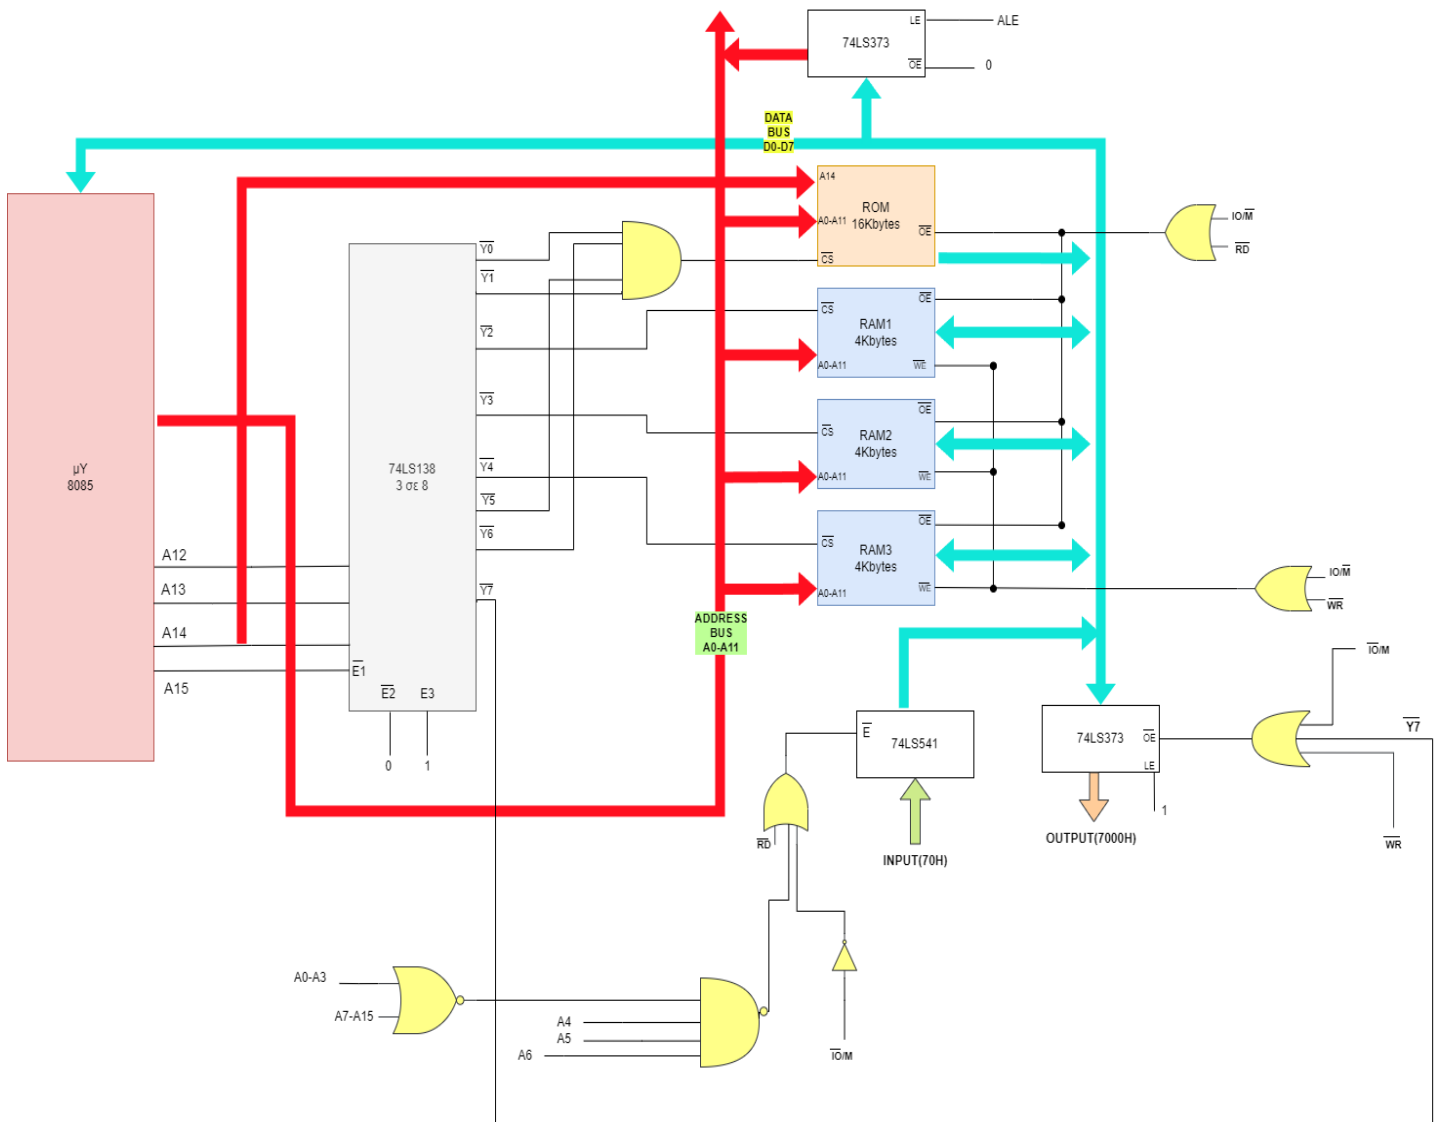 LE
ALE
74LS373
OE
0
DATA
BUS
D0-D7
A14
ROM
16Kbytes
A0-A11
OE
CS
IO/M
RD
Y0
Y1
Y2
Y3
Y4
Y5
Y6
Y7
74LS138
3 σε 8
μΥ
8085
OE
RAM1
4Kbytes
CS
A0-A11
WE
OE
RAM2
4Kbytes
CS
A0-A11
WE
OE
RAM3
4Kbytes
CS
A0-A11
WE
IO/M
WR
A12
A13
A14
A15
E1
E2
E3
0
1
ADDRESS
BUS
A0-A11
IO/M
Y7
WR
E
74LS541
74LS373
OE
LE
1
RD
INPUT(70H)
OUTPUT(7000H)
A0-A3
A7-A15
A4
A5
A6
IO/M